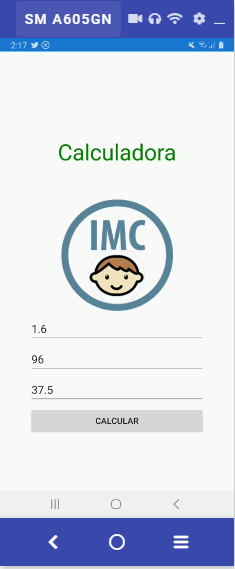 SM A605GN
2:17
Calculadora
IMC
1.6
96
37.5
CALCULAR